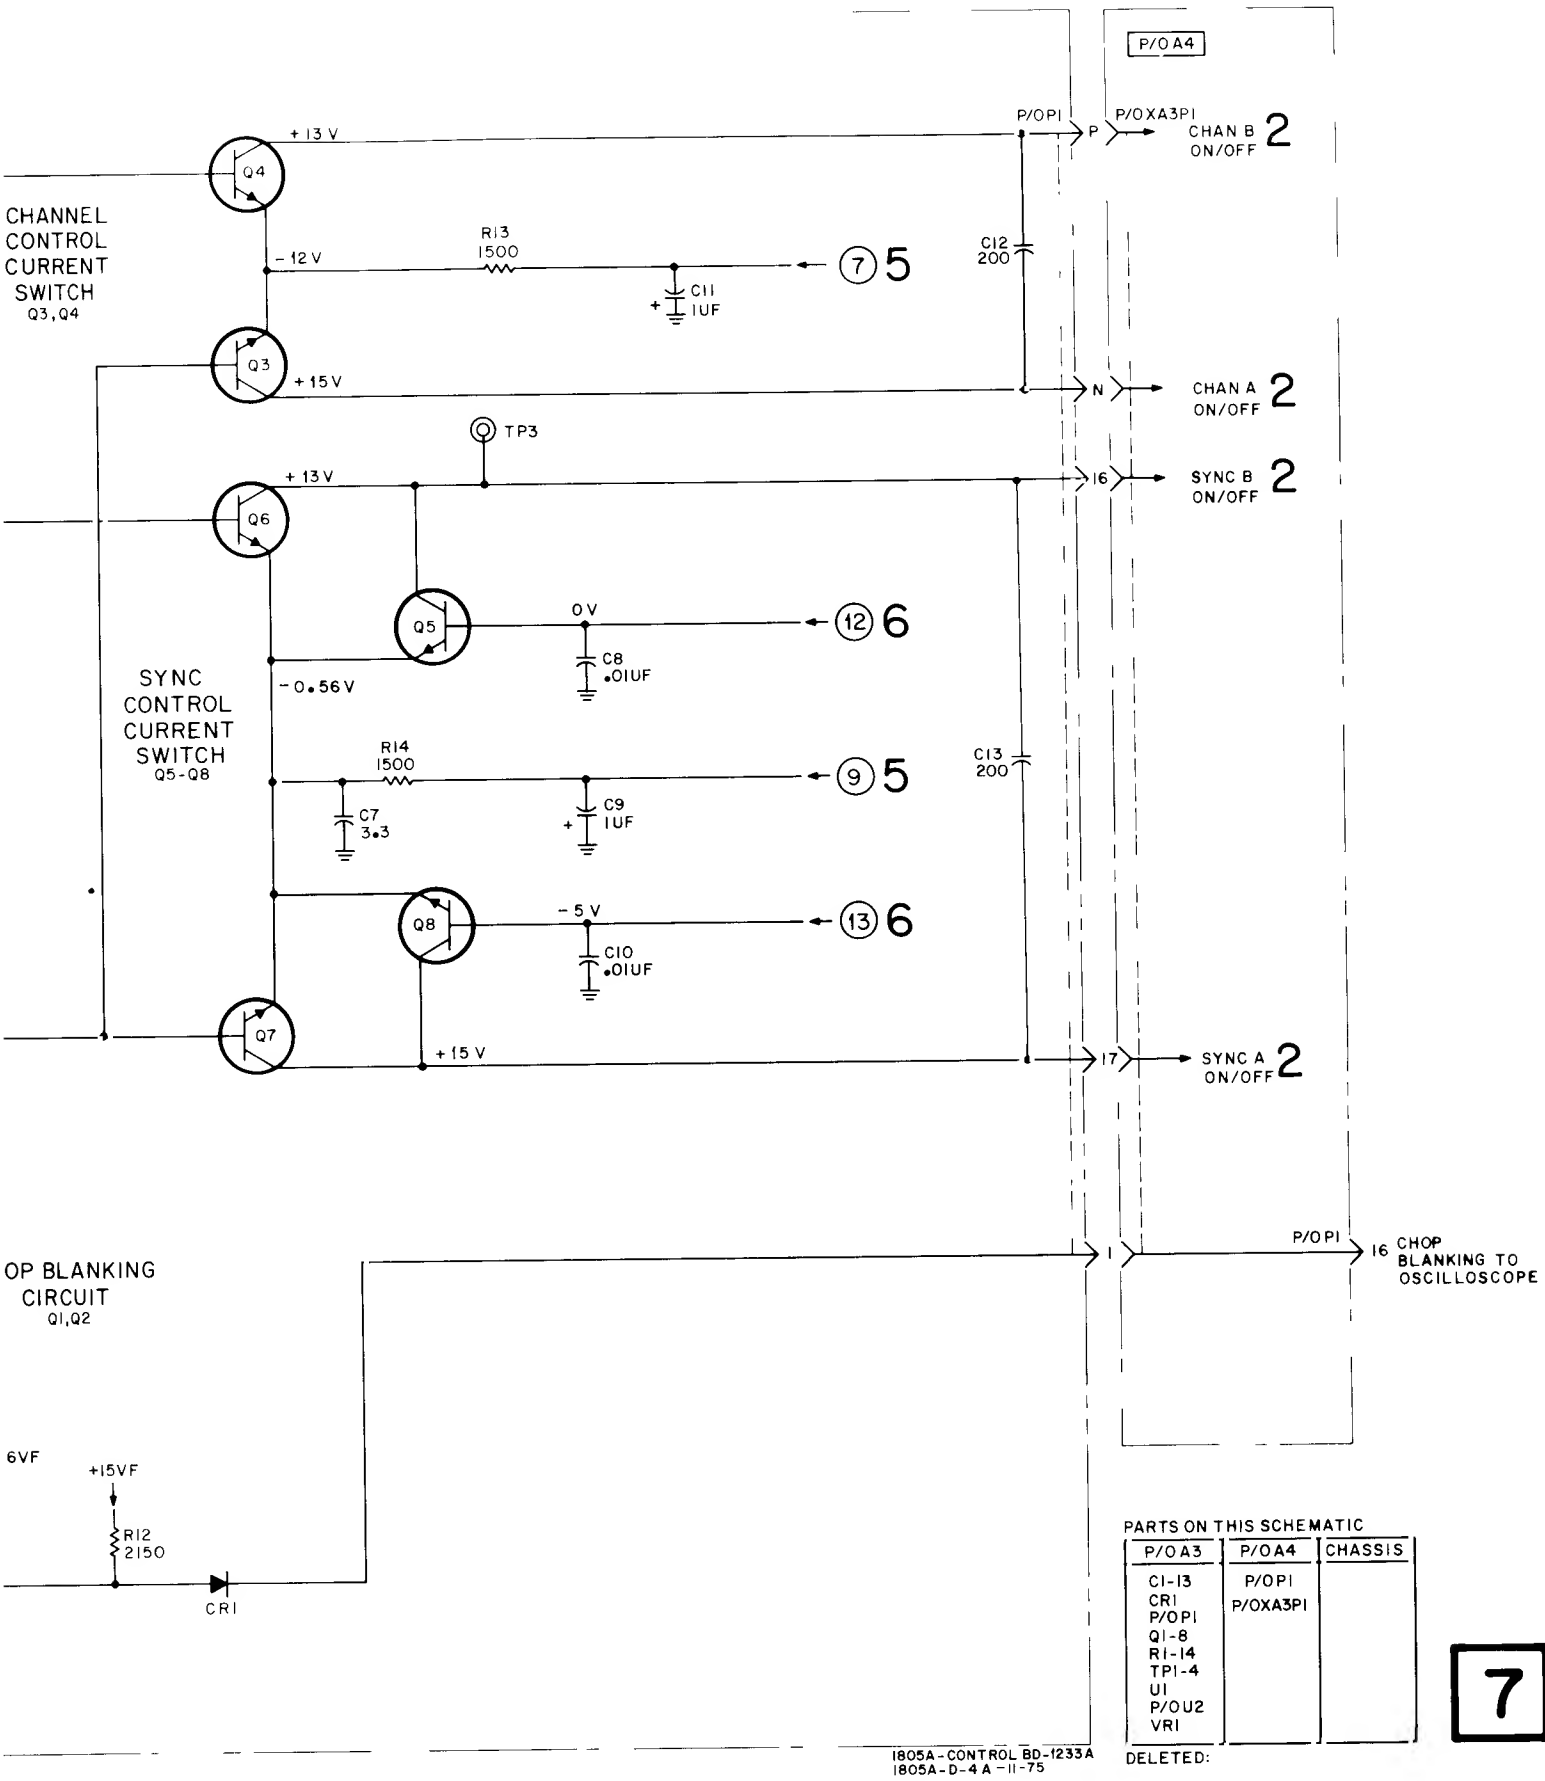 P/O A4
P/O P1
P
P/O XA3P1
CHAN B 2
ON/OFF
+13 V
Q4
CHANNEL
CONTROL
CURRENT
SWITCH
Q3,Q4
-12 V
R13
1500
7 5
C11
+ 1UF
C12
200
Q3
+15V
N
CHAN A 2
ON/OFF
TP3
+13V
16
SYNC B 2
ON/OFF
Q6
Q5
0 V
12 6
C8
.01UF
SYNC
CONTROL
CURRENT
SWITCH
Q5-Q8
-0.56V
R14
1500
9 5
C7
3.3
C9
+ 1UF
C13
200
Q8
-5 V
13 6
C10
.01UF
Q7
+15 V
17
SYNC A 2
ON/OFF
1
P/O P1
16 CHOP
BLANKING TO
OSCILLOSCOPE
OP BLANKING
CIRCUIT
Q1,Q2
6VF
+15VF
R12
2150
CR1
PARTS ON THIS SCHEMATIC
P/O A3 P/O A4 CHASSIS
C1-13 P/O P1
CR1 P/O XA3P1
P/O P1
Q1-8
R1-14
TP1-4
U1
P/O U2
VR1
7
1805A-CONTROL BD-1233A
1805A-D-4A-11-75
DELETED: